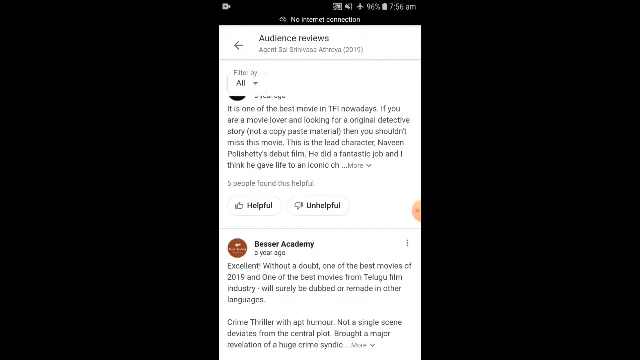 96% 7:56 am
No internet connection
Audience reviews
Agent Sai Srinivasa Athreya (2019)
Filter by
All
a year ago
It is one of the best movie in TFI nowadays. If you
are a movie lover and looking for a original detective
story (not a copy paste material) then you shouldn't
miss this movie. This is the lead character, Naveen
Polishetty's debut film. He did a fantastic job and I
think he gave life to an iconic ch ...More
5 people found this helpful.
Helpful Unhelpful
Besser Academy
a year ago
Excellent! Without a doubt, one of the best movies of
2019 and One of the best movies from Telugu film
industry - will surely be dubbed or remade in other
languages.
Crime Thriller with apt humour. Not a single scene
deviates from the central plot. Brought a major
revelation of a huge crime syndic ...More